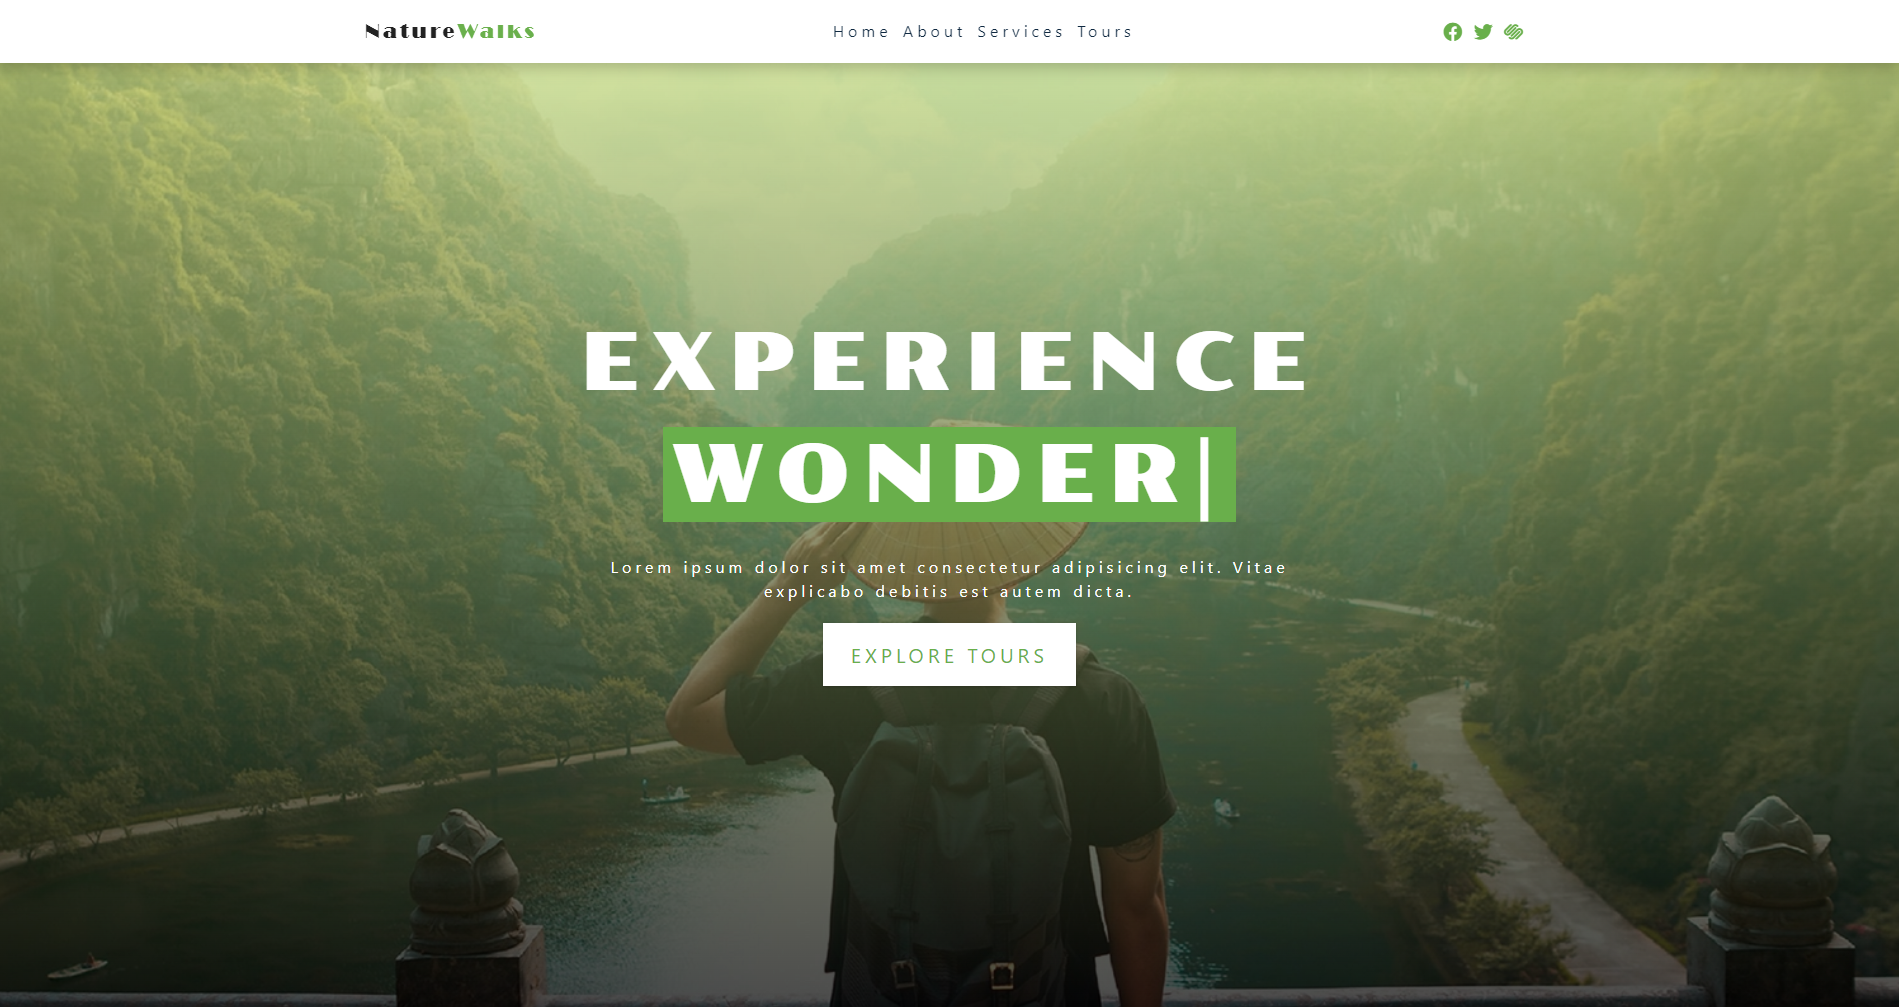 NatureWalks
Home About Services Tours
EXPERIENCE
WONDER|
Lorem ipsum dolor sit amet consectetur adipisicing elit. Vitae
explicabo debitis est autem dicta.
EXPLORE TOURS